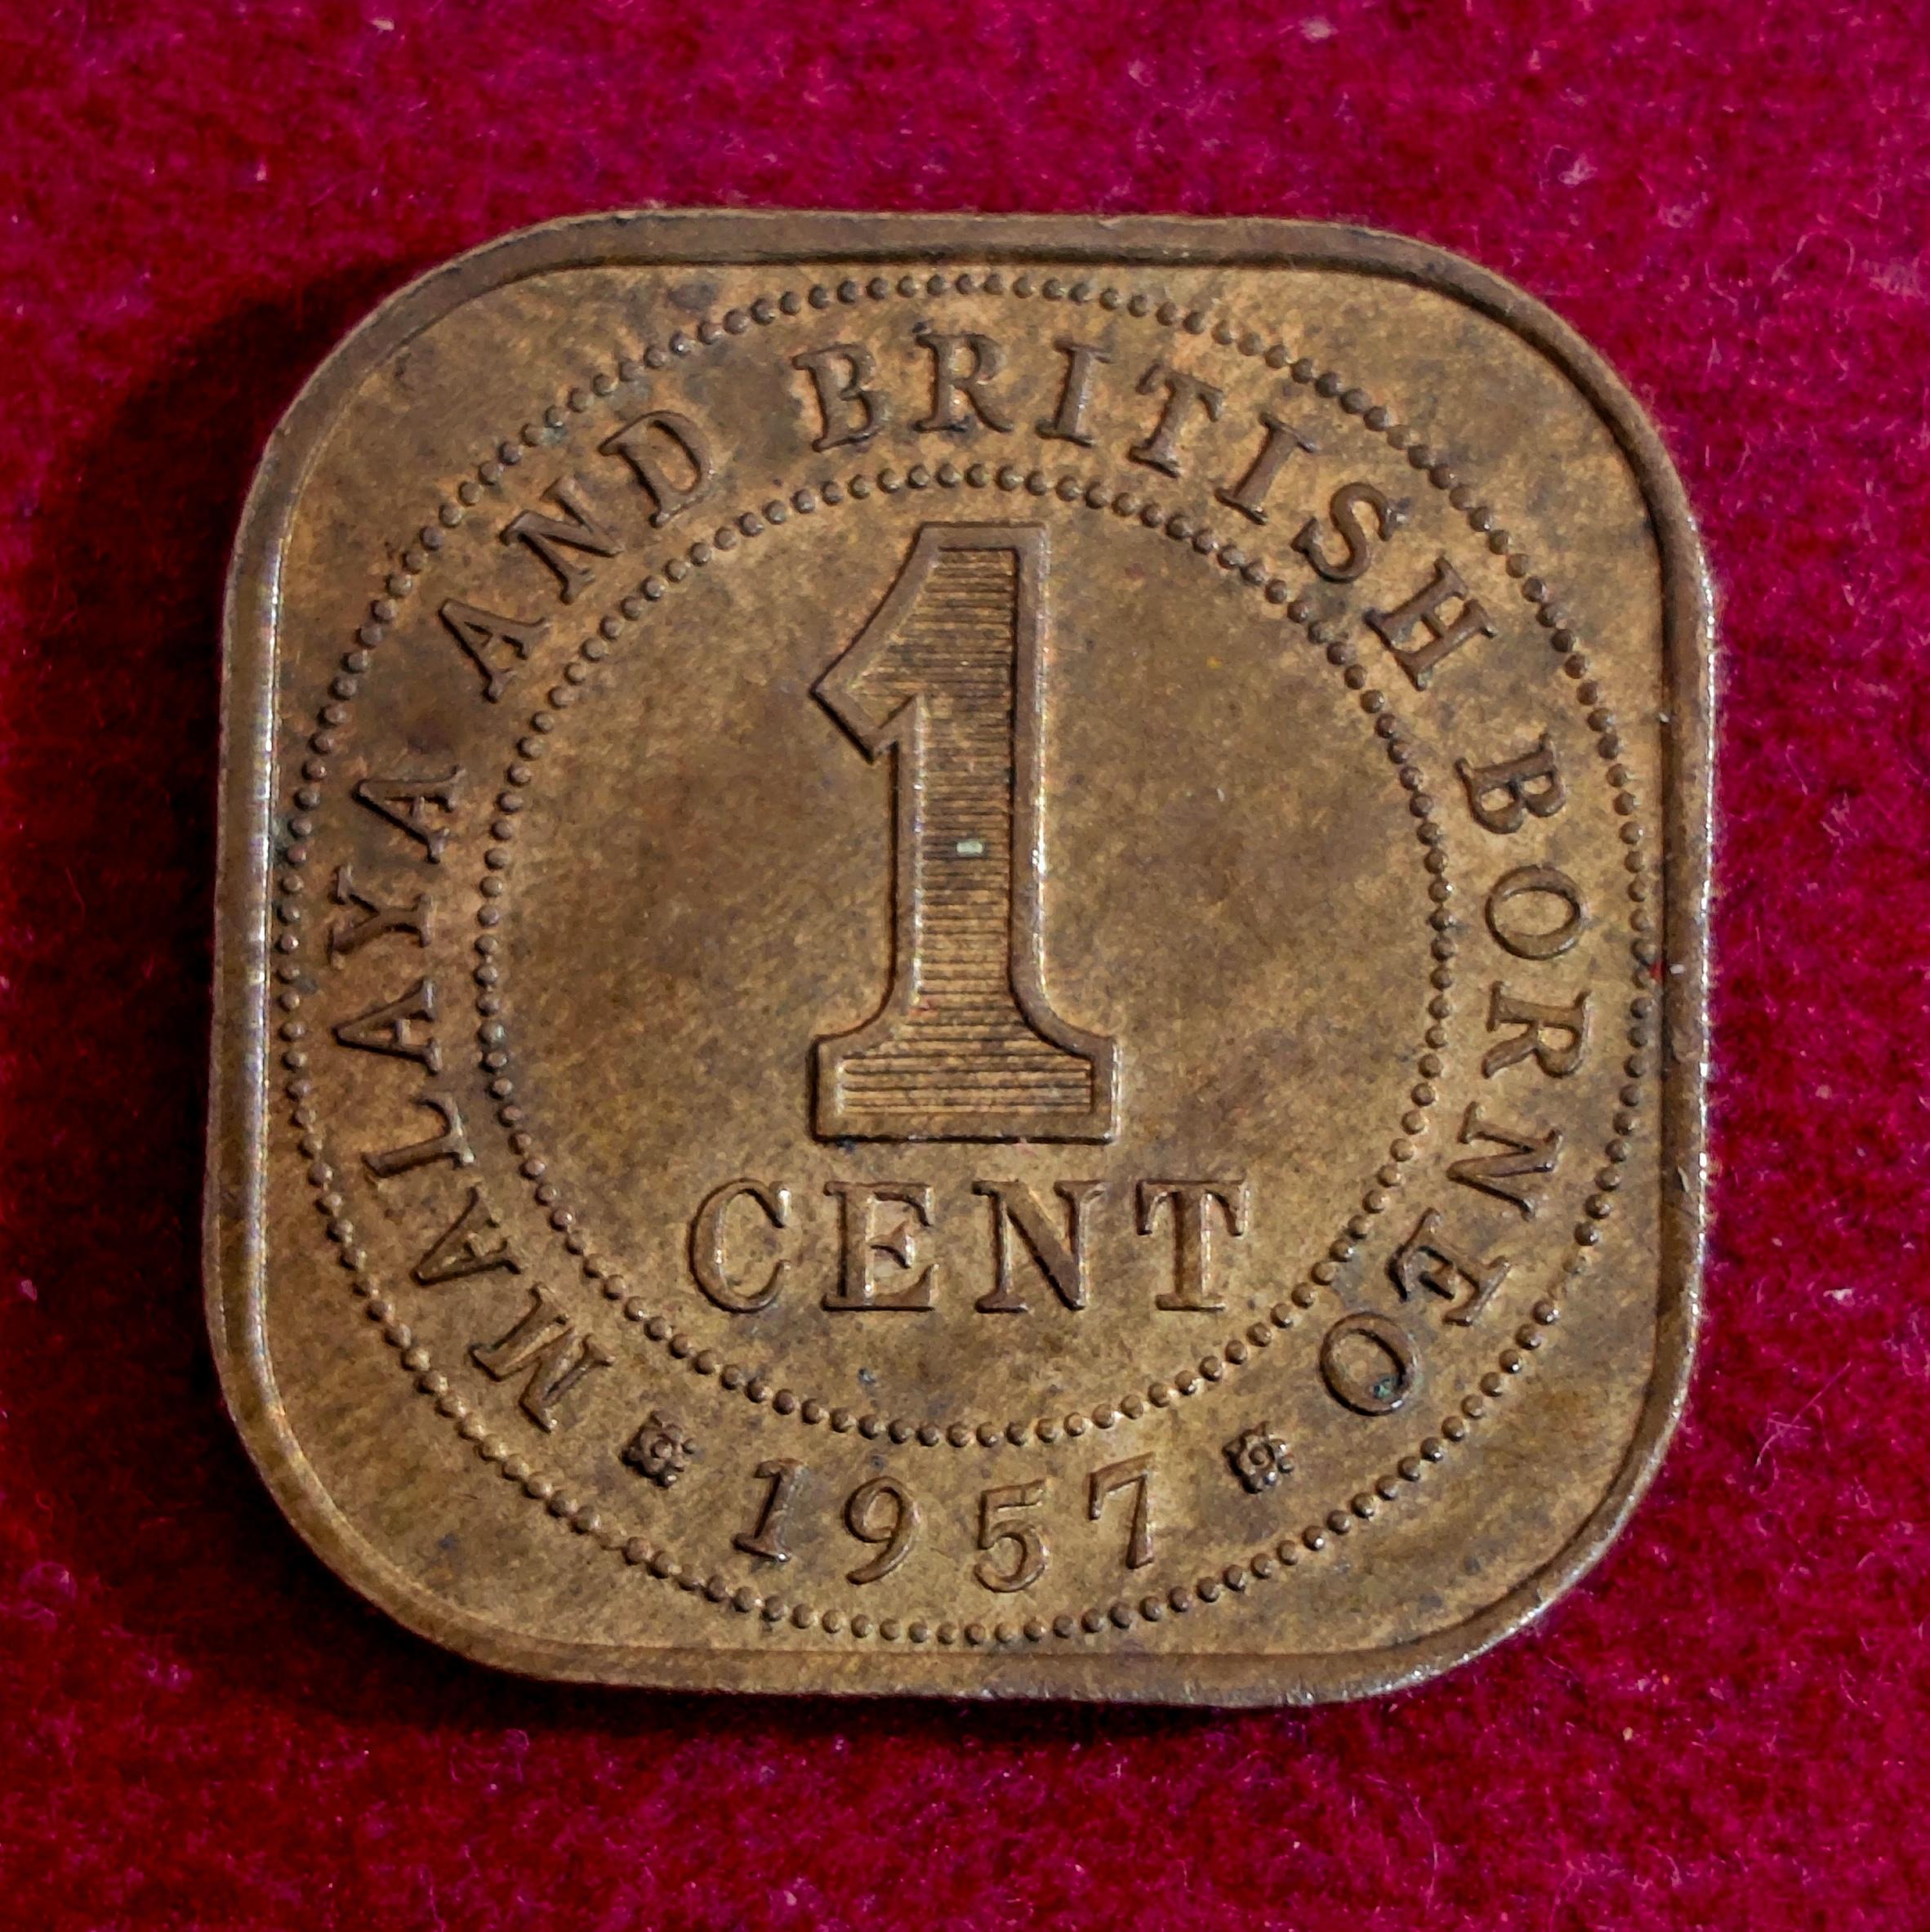 MALAYA AND BRITISH BORNEO
1
CENT
1957